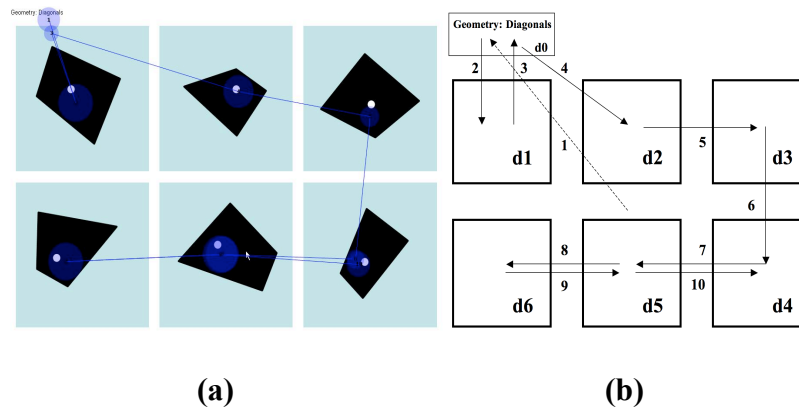 Geometry: Diagonals
1
Geometry: Diagonals
d0
2
3
4
d1
1
d2
5
d3
6
8
7
9
10
d6
d5
d4
(a)
(b)